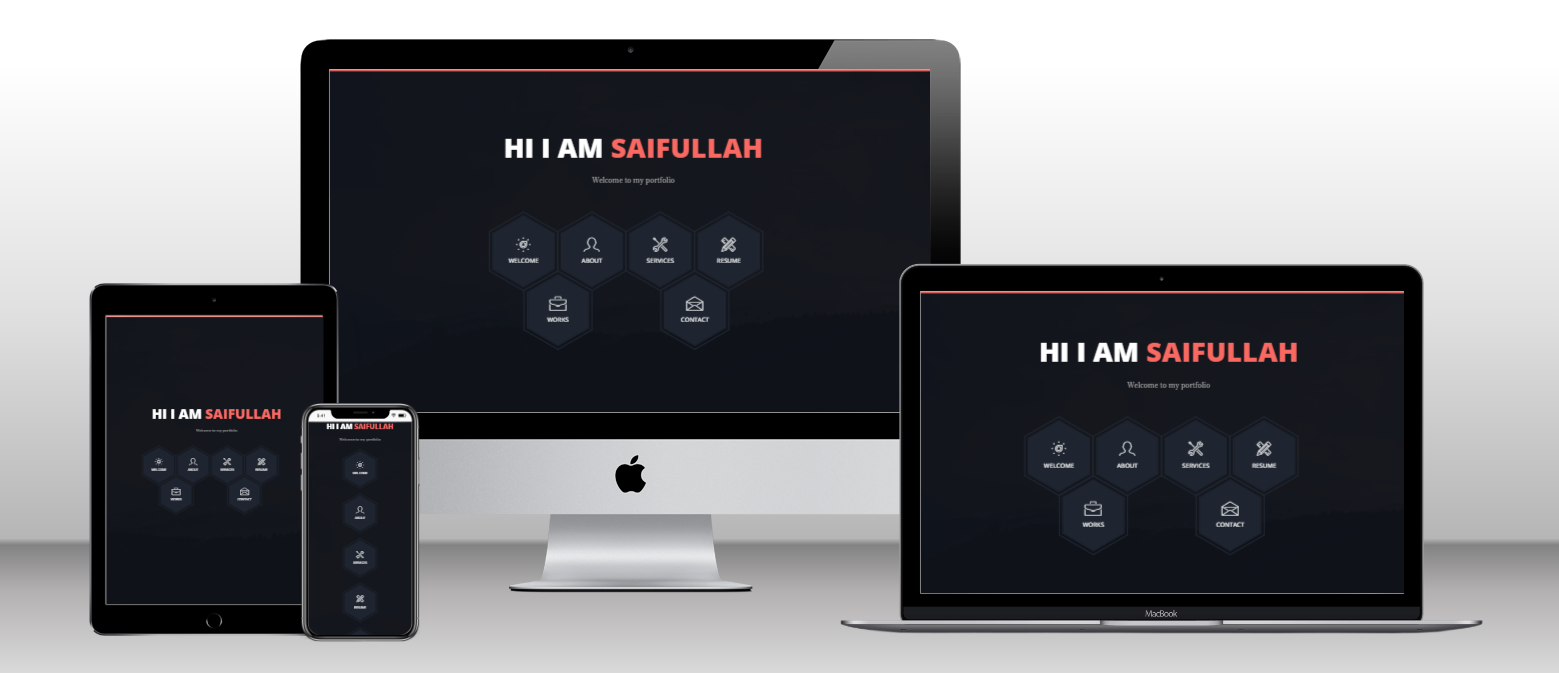 HI I AM SAIFULLAH
Welcome to my portfolio
WELCOME ABOUT SERVICES RESUME
WORKS CONTACT
HI I AM SAIFULLAH
Welcome to my portfolio
WELCOME ABOUT SERVICES RESUME
WORKS CONTACT
9:41
HI I AM SAIFULLAH
Welcome to my portfolio
WELCOME
ABOUT
SERVICES
RESUME
HI I AM SAIFULLAH
Welcome to my portfolio
WELCOME ABOUT SERVICES RESUME
WORKS CONTACT
MacBook